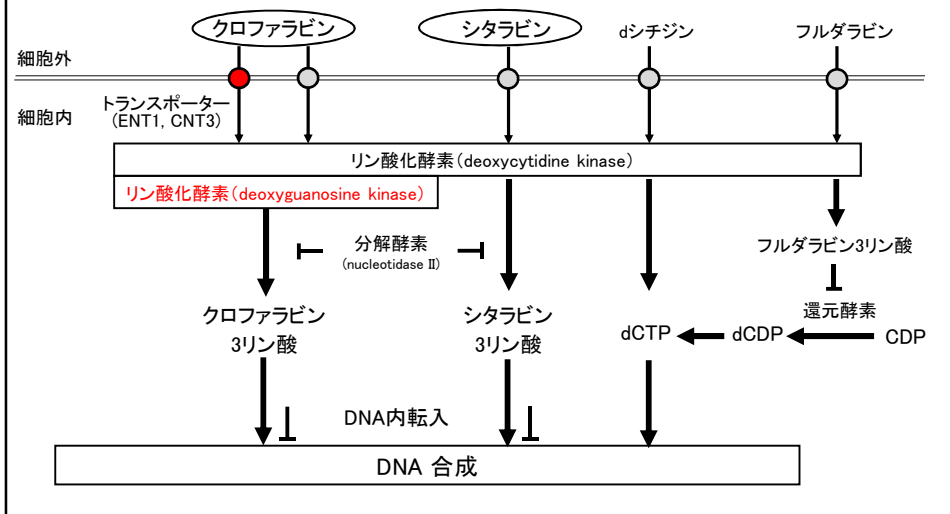 クロファラビン
シタラビン
dシチジン
フルダラビン
細胞外
細胞内
トランスポーター
(ENT1, CNT3)
リン酸化酵素(deoxycytidine kinase)
リン酸化酵素(deoxyguanosine kinase)
分解酵素
(nucleotidase Ⅱ)
フルダラビン3リン酸
還元酵素
クロファラビン
3リン酸
シタラビン
3リン酸
dCTP
dCDP
CDP
DNA内転入
DNA 合成